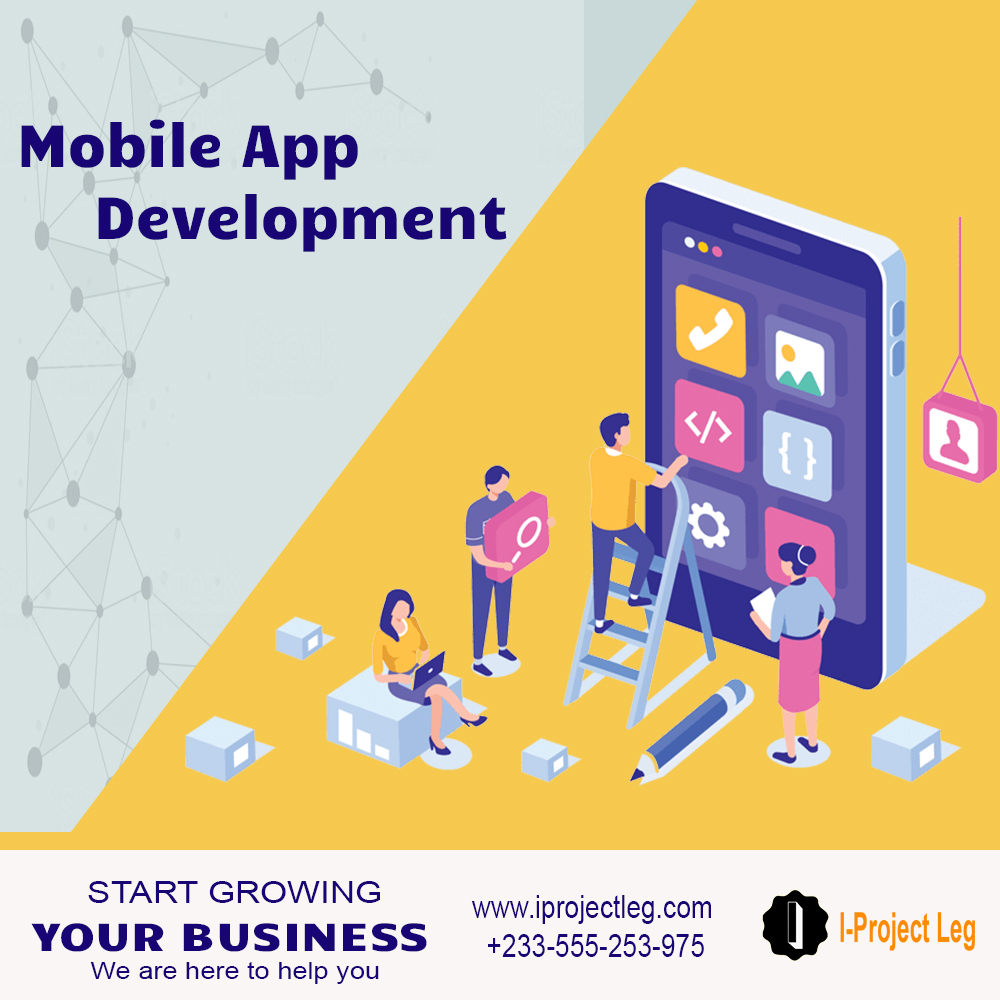 Mobile App
Development
START GROWING
YOUR BUSINESS
We are here to help you
www.iprojectleg.com
+233-555-253-975
I-Project Leg